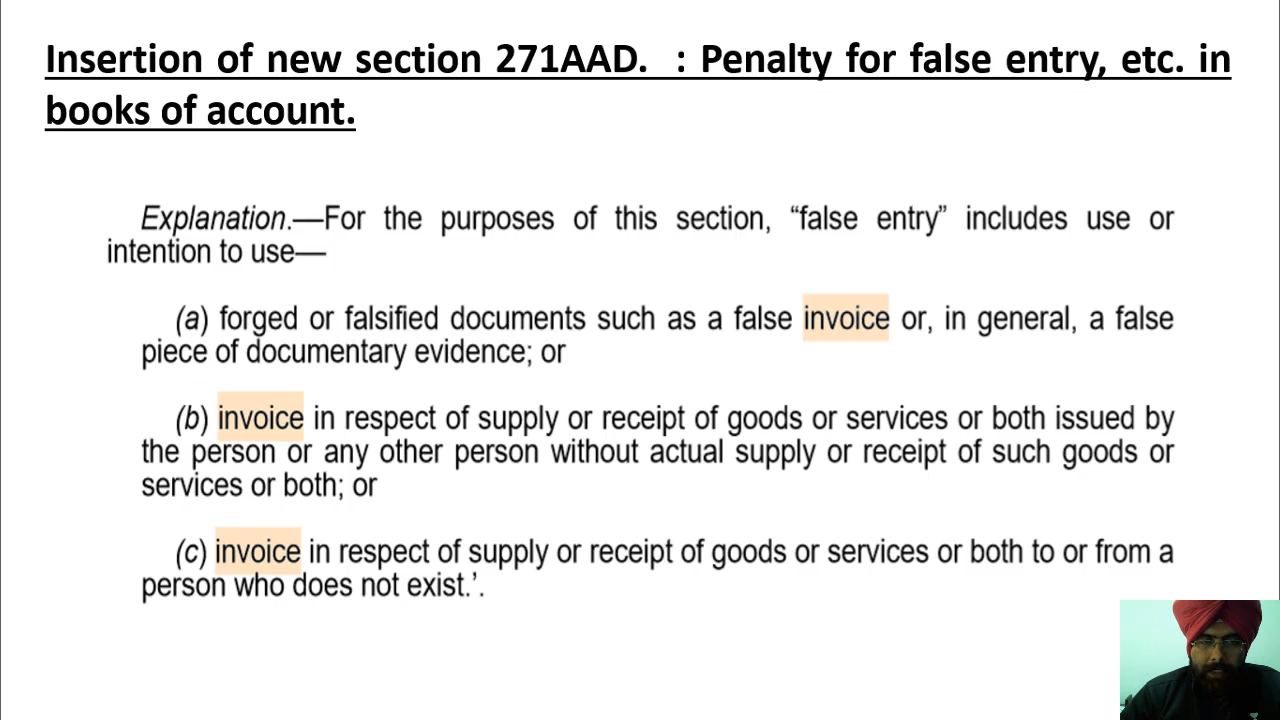 Insertion of new section 271AAD.  : Penalty for false entry, etc. in
books of account.
Explanation.—For the purposes of this section, “false entry” includes use or
intention to use—
(a) forged or falsified documents such as a false invoice or, in general, a false
piece of documentary evidence; or
(b) invoice in respect of supply or receipt of goods or services or both issued by
the person or any other person without actual supply or receipt of such goods or
services or both; or
(c) invoice in respect of supply or receipt of goods or services or both to or from a
person who does not exist.’.